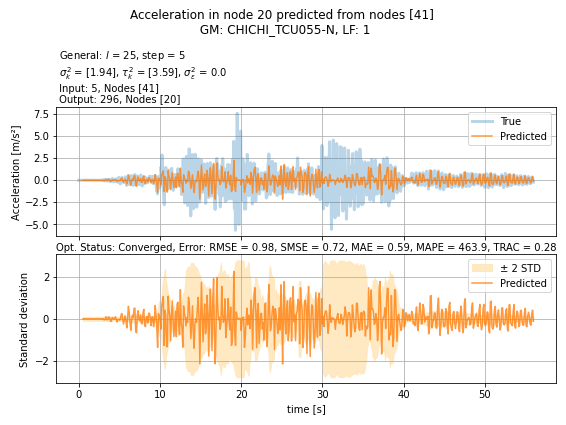 Acceleration in node 20 predicted from nodes [41]
GM: CHICHI_TCU055-N, LF: 1
General: l = 25, step = 5
σ²ₖ = [1.94], τ²ₖ = [3.59], σ²ε = 0.0
Input: 5, Nodes [41]
Output: 296, Nodes [20]
Acceleration [m/s²]
7.5
5.0
2.5
0.0
−2.5
−5.0
True
Predicted
Opt. Status: Converged, Error: RMSE = 0.98, SMSE = 0.72, MAE = 0.59, MAPE = 463.9, TRAC = 0.28
Standard deviation
2
0
−2
± 2 STD
Predicted
0 10 20 30 40 50
time [s]